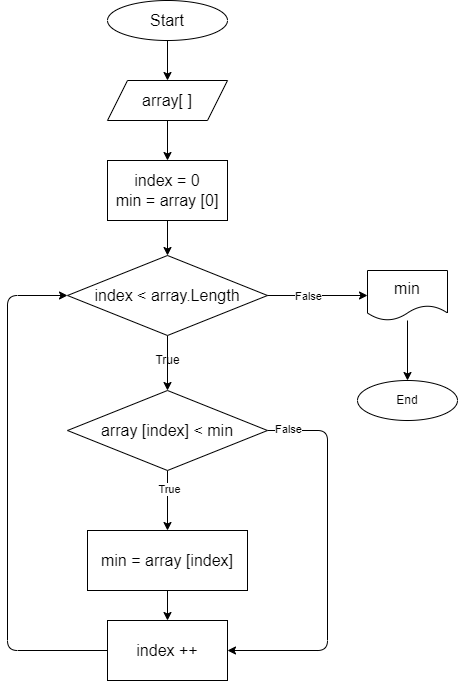 Start
array[ ]
index = 0
min = array [0]
index < array.Length
False
min
True
End
array [index] < min
False
True
min = array [index]
index ++